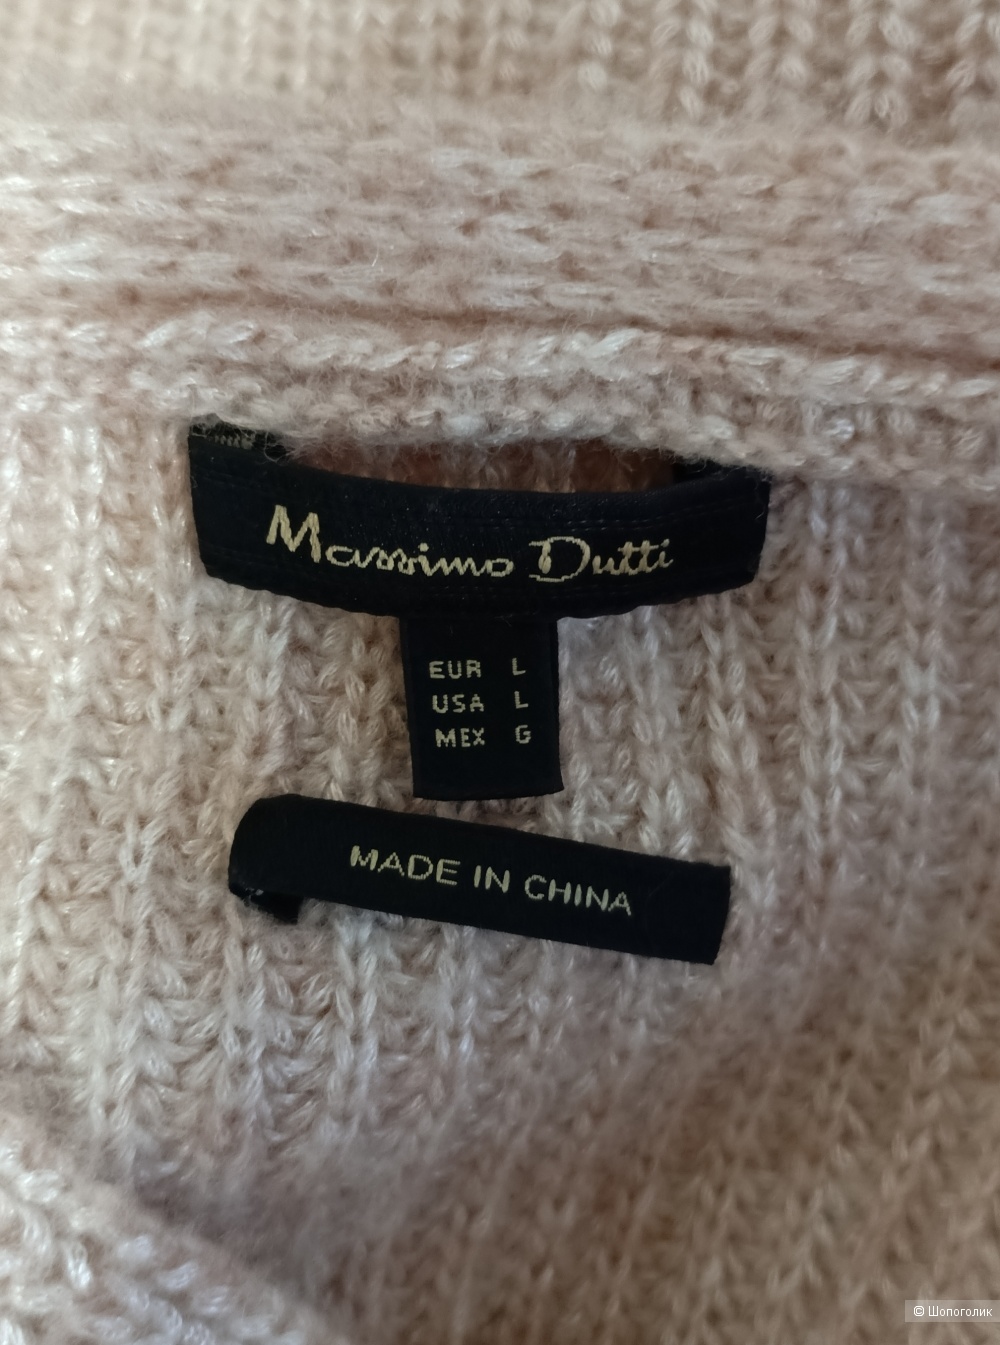 Massimo Dutti
EUR L
USA L
MEX G
MADE IN CHINA
© Шопоголик